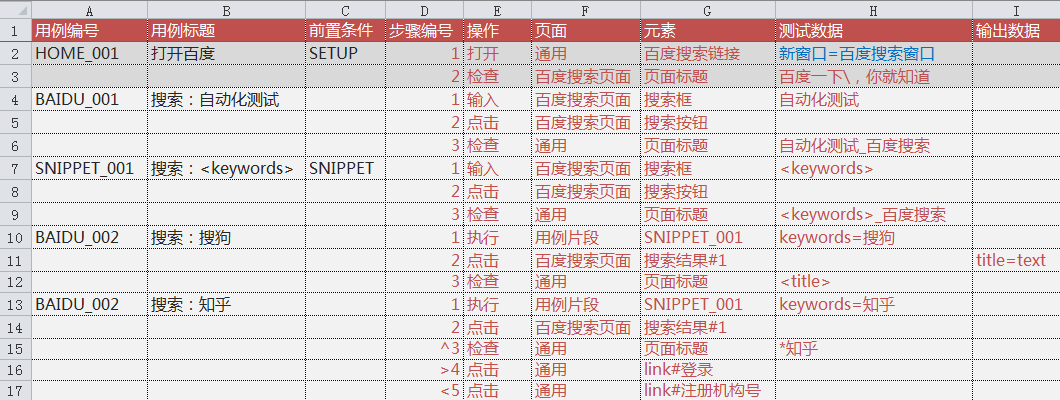 A B C D E F G H I
1 用例编号 用例标题 前置条件 步骤编号 操作 页面 元素 测试数据 输出数据
2 HOME_001 打开百度 SETUP 1 打开 通用 百度搜索链接 新窗口=百度搜索窗口
3 2 检查 百度搜索页面 页面标题 百度一下\，你就知道
4 BAIDU_001 搜索：自动化测试 1 输入 百度搜索页面 搜索框 自动化测试
5 2 点击 百度搜索页面 搜索按钮
6 3 检查 通用 页面标题 自动化测试_百度搜索
7 SNIPPET_001 搜索：<keywords> SNIPPET 1 输入 百度搜索页面 搜索框 <keywords>
8 2 点击 百度搜索页面 搜索按钮
9 3 检查 通用 页面标题 <keywords>_百度搜索
10 BAIDU_002 搜索：搜狗 1 执行 用例片段 SNIPPET_001 keywords=搜狗
11 2 点击 百度搜索页面 搜索结果#1 title=text
12 3 检查 通用 页面标题 <title>
13 BAIDU_002 搜索：知乎 1 执行 用例片段 SNIPPET_001 keywords=知乎
14 2 点击 百度搜索页面 搜索结果#1
15 ^3 检查 通用 页面标题 *知乎
16 >4 点击 通用 link#登录
17 <5 点击 通用 link#注册机构号